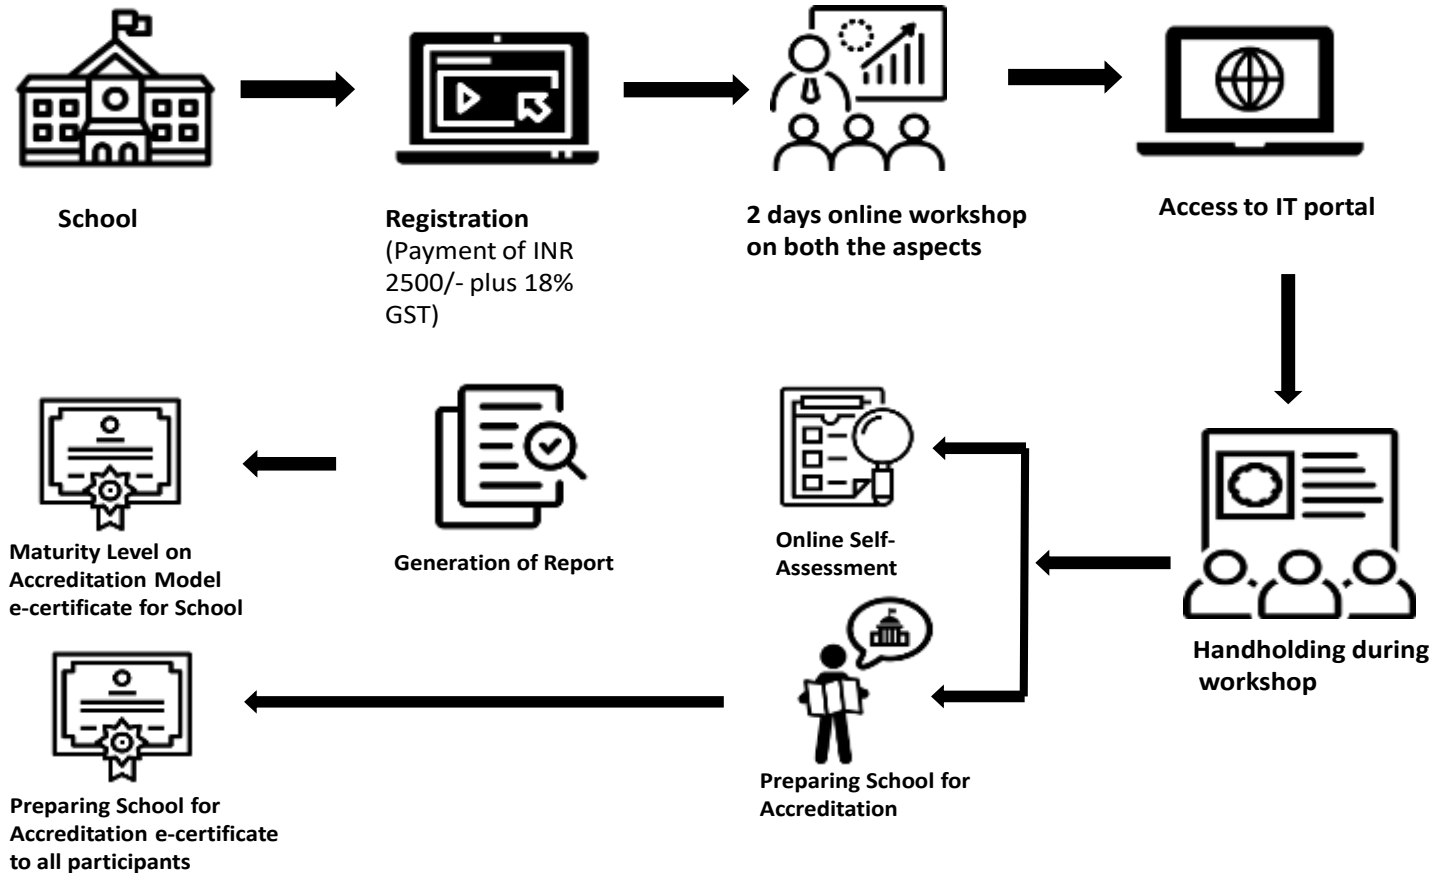 School
Registration
(Payment of INR
2500/- plus 18%
GST)
2 days online workshop
on both the aspects
Access to IT portal
Handholding during
workshop
Online Self-
Assessment
Generation of Report
Maturity Level on
Accreditation Model
e-certificate for School
Preparing School for
Accreditation
Preparing School for
Accreditation e-certificate
to all participants